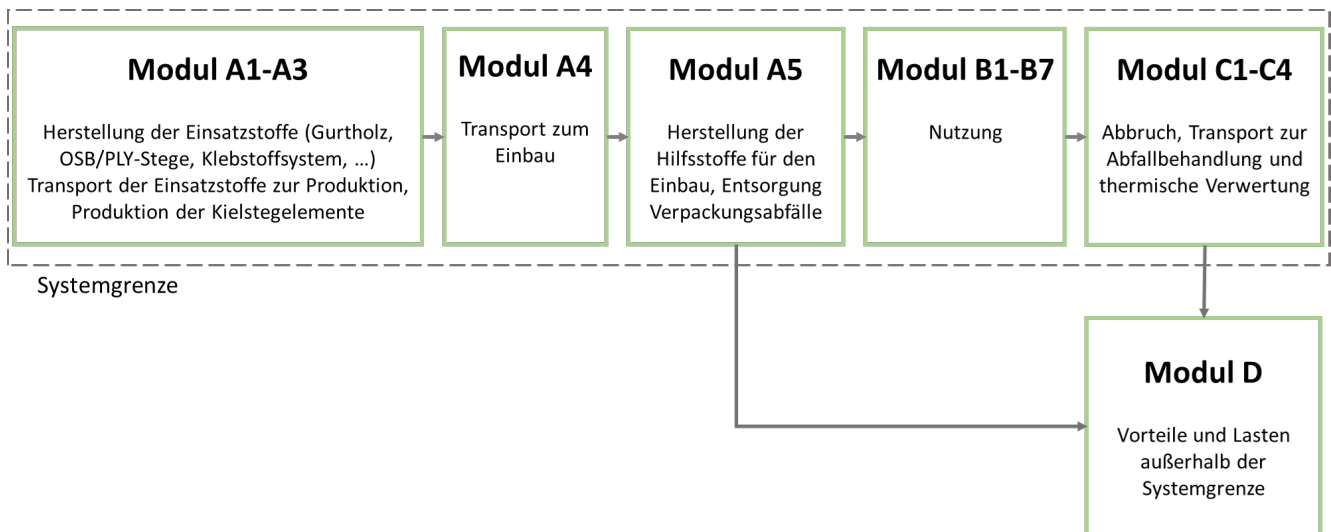 Modul A1-A3
Herstellung der Einsatzstoffe (Gurtholz,
OSB/PLY-Stege, Klebstoffsystem, ...)
Transport der Einsatzstoffe zur Produktion,
Produktion der Kielstegelemente
Modul A4
Transport zum
Einbau
Modul A5
Herstellung der
Hilfsstoffe für den
Einbau, Entsorgung
Verpackungsabfälle
Modul B1-B7
Nutzung
Modul C1-C4
Abbruch, Transport zur
Abfallbehandlung und
thermische Verwertung
Systemgrenze
Modul D
Vorteile und Lasten
außerhalb der
Systemgrenze